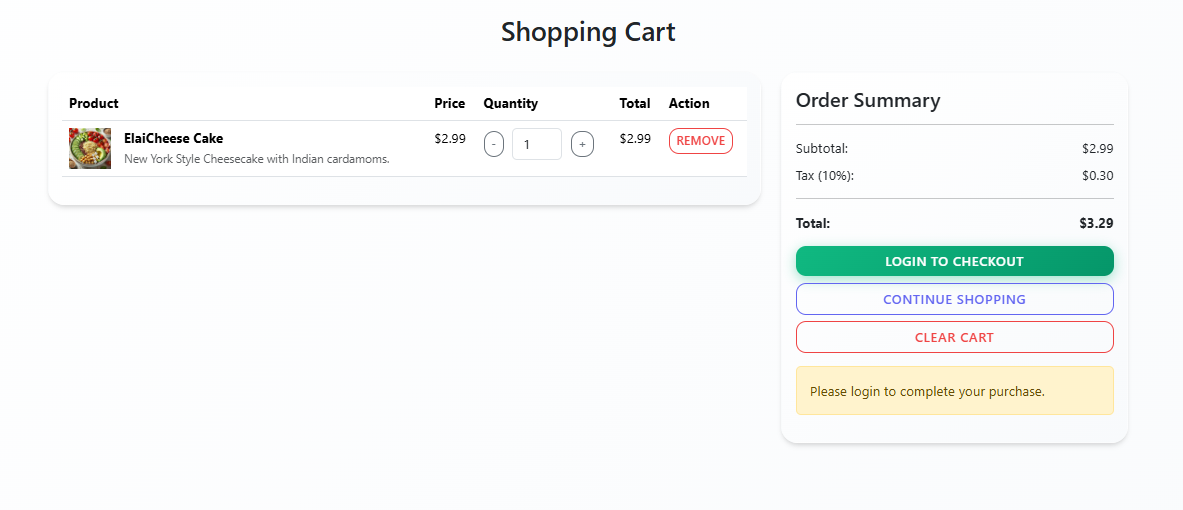 Shopping Cart
Product Price Quantity Total Action
ElaiCheese Cake $2.99 - 1 + $2.99 REMOVE
New York Style Cheesecake with Indian cardamoms.
Order Summary
Subtotal: $2.99
Tax (10%): $0.30
Total: $3.29
LOGIN TO CHECKOUT
CONTINUE SHOPPING
CLEAR CART
Please login to complete your purchase.